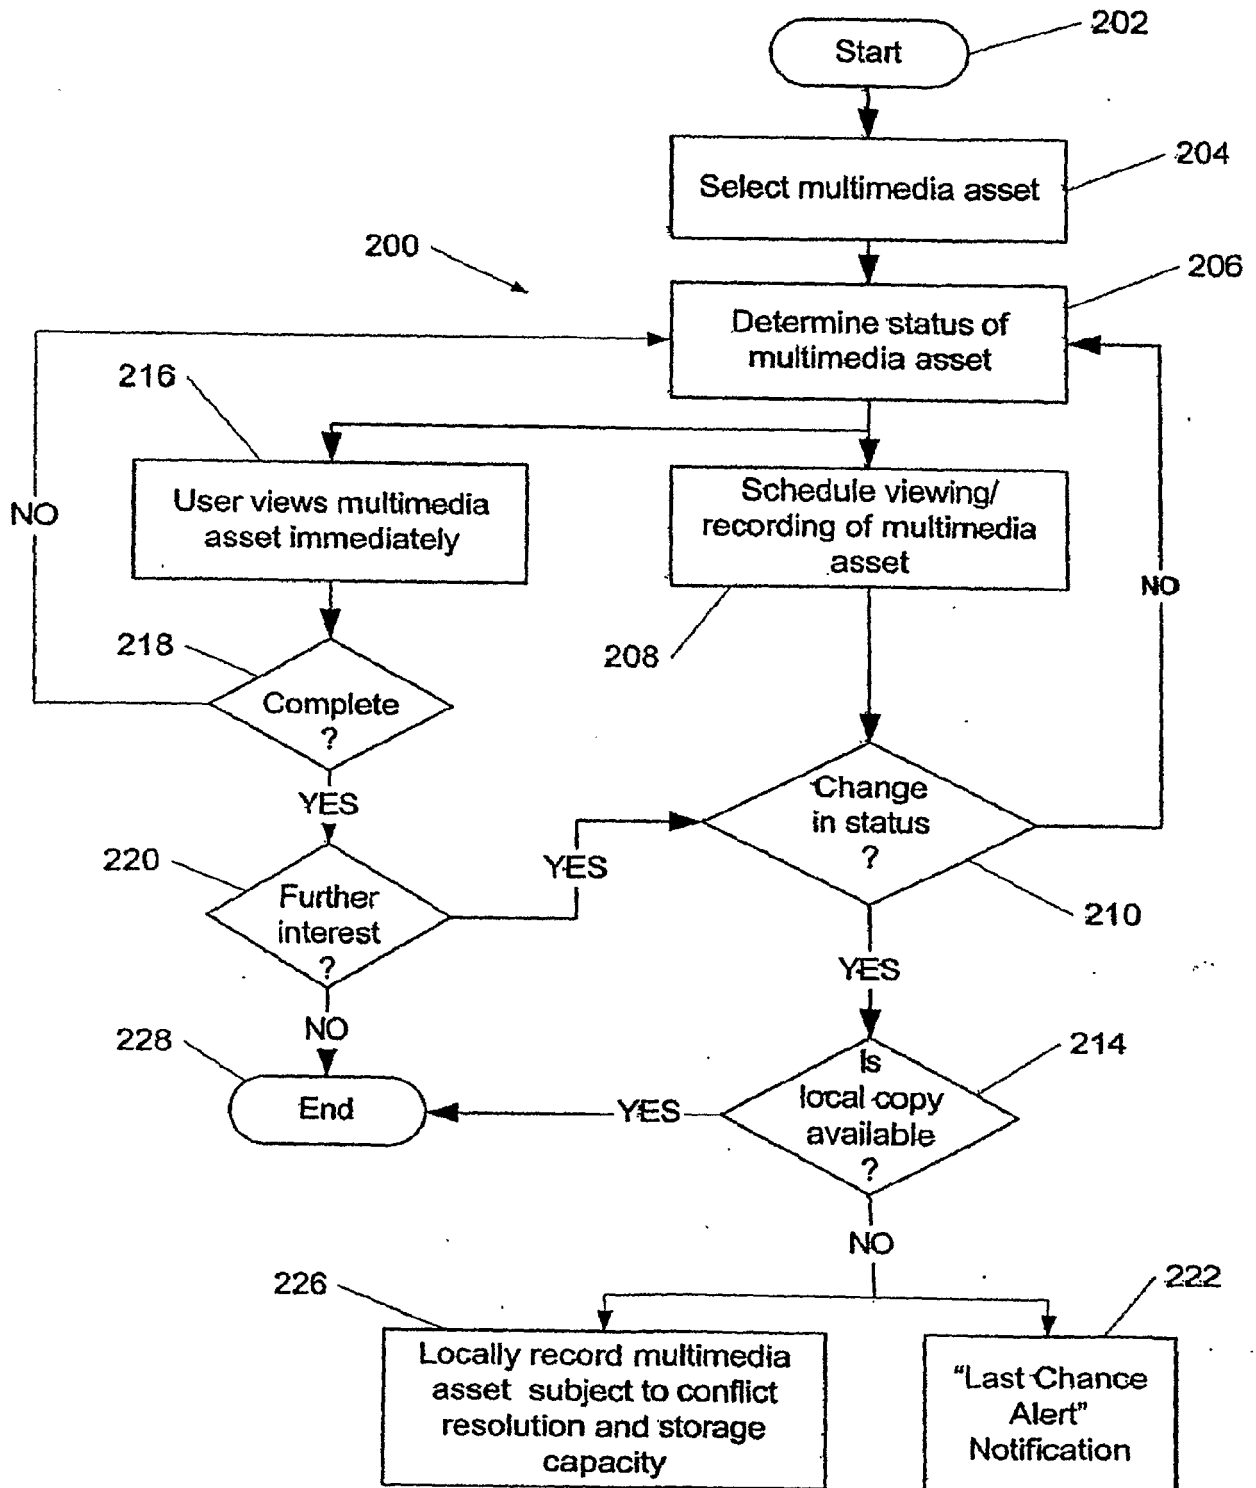 202
Start
204
Select multimedia asset
200
206
Determine status of
multimedia asset
216
User views multimedia
asset immediately
Schedule viewing/
recording of multimedia
asset
NO
NO
218
208
Complete
?
Change
in status
?
YES
220
YES
Further
interest
?
210
YES
NO
228
214
Is
local copy
available
?
End
YES
NO
226
222
Locally record multimedia
asset subject to conflict
resolution and storage
capacity
“Last Chance
Alert”
Notification